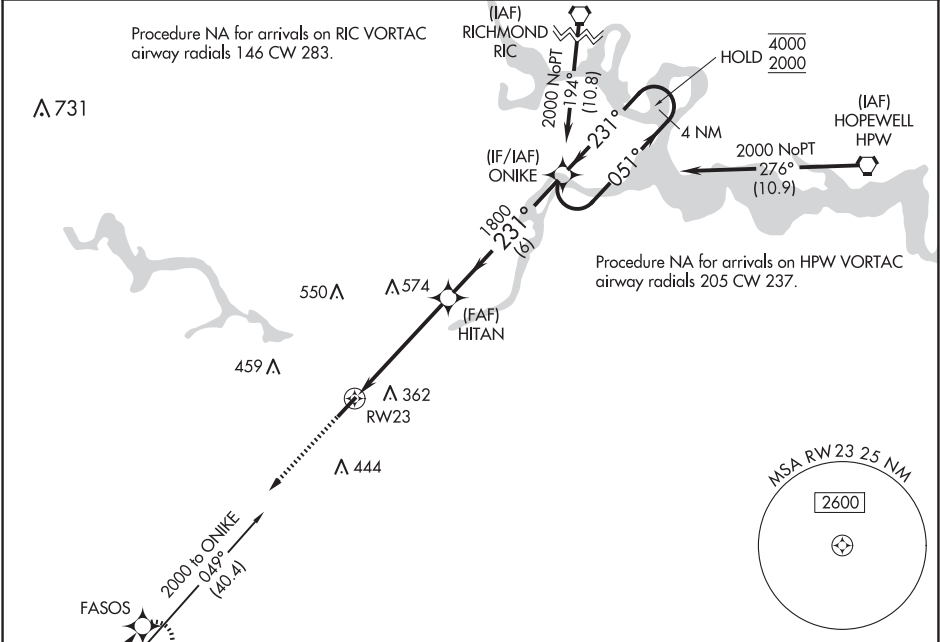 Procedure NA for arrivals on RIC VORTAC
airway radials 146 CW 283.
(IAF)
RICHMOND
RIC
2000 NoPT
194°
(10.8)
HOLD 4000
2000
4 NM
731
(IAF)
HOPEWELL
HPW
2000 NoPT
276°
(10.9)
231°
051°
(IF/IAF)
ONIKE
1800
231°
(6)
Procedure NA for arrivals on HPW VORTAC
airway radials 205 CW 237.
550
574
(FAF)
HITAN
459
362
RW23
444
MSA RW 23 25 NM
2600
2000 to ONIKE
049°
(40.4)
FASOS